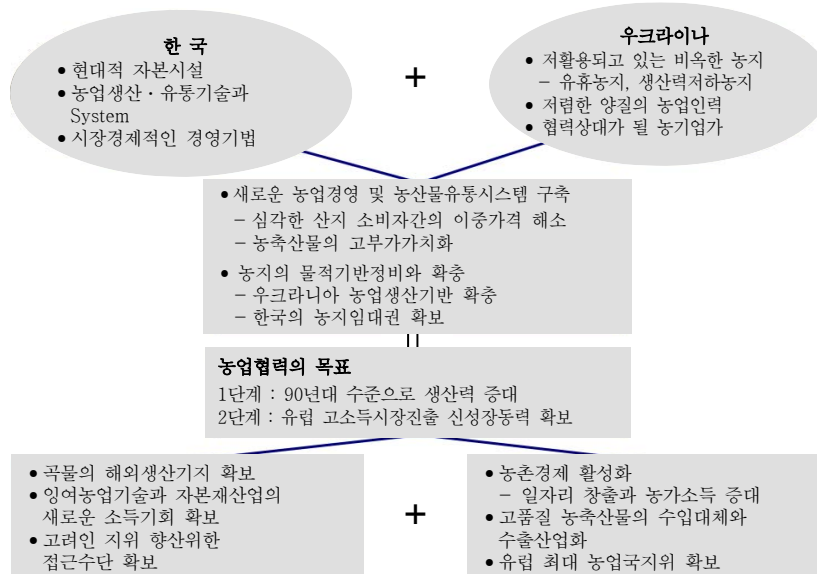 한 국
• 현대적 자본시설
• 농업생산·유통기술과
System
• 시장경제적인 경영기법
+
우크라이나
• 저활용되고 있는 비옥한 농지
– 유휴농지, 생산력저하농지
• 저렴한 양질의 농업인력
• 협력상대가 될 농기업가
• 새로운 농업경영 및 농산물유통시스템 구축
– 심각한 산지 소비자간의 이중가격 해소
– 농축산물의 고부가가치화
• 농지의 물적기반정비와 확충
– 우크라니아 농업생산기반 확충
– 한국의 농지임대권 확보
농업협력의 목표
1단계 : 90년대 수준으로 생산력 증대
2단계 : 유럽 고소득시장진출 신성장동력 확보
• 곡물의 해외생산기지 확보
• 잉여농업기술과 자본재산업의
새로운 소득기회 확보
• 고려인 지위 향산위한
접근수단 확보
+
• 농촌경제 활성화
– 일자리 창출과 농가소득 증대
• 고품질 농축산물의 수입대체와
수출산업화
• 유럽 최대 농업국지위 확보